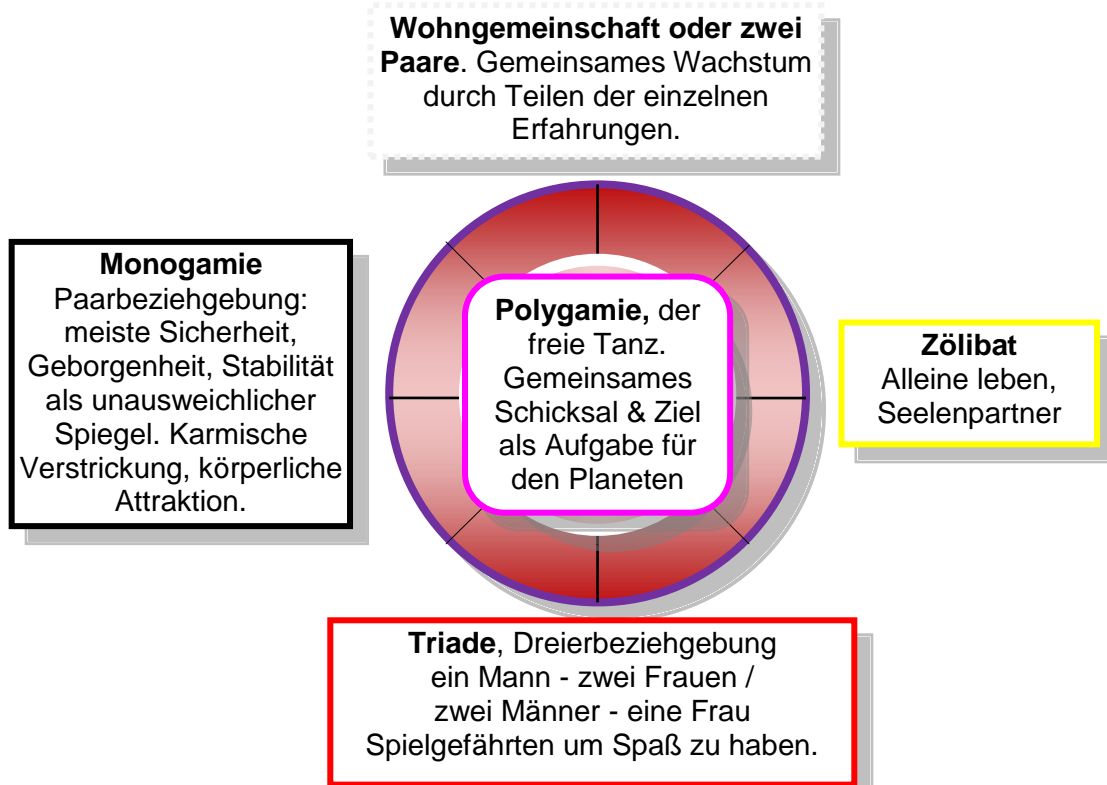 Wohngemeinschaft oder zwei
Paare. Gemeinsames Wachstum
durch Teilen der einzelnen
Erfahrungen.
Monogamie
Paarbeziehgebung:
meiste Sicherheit,
Geborgenheit, Stabilität
als unausweichlicher
Spiegel. Karmische
Verstrickung, körperliche
Attraktion.
Polygamie, der
freie Tanz.
Gemeinsames
Schicksal & Ziel
als Aufgabe für
den Planeten
Zölibat
Alleine leben,
Seelenpartner
Triade, Dreierbeziehgebung
ein Mann - zwei Frauen /
zwei Männer - eine Frau
Spielgefährten um Spaß zu haben.